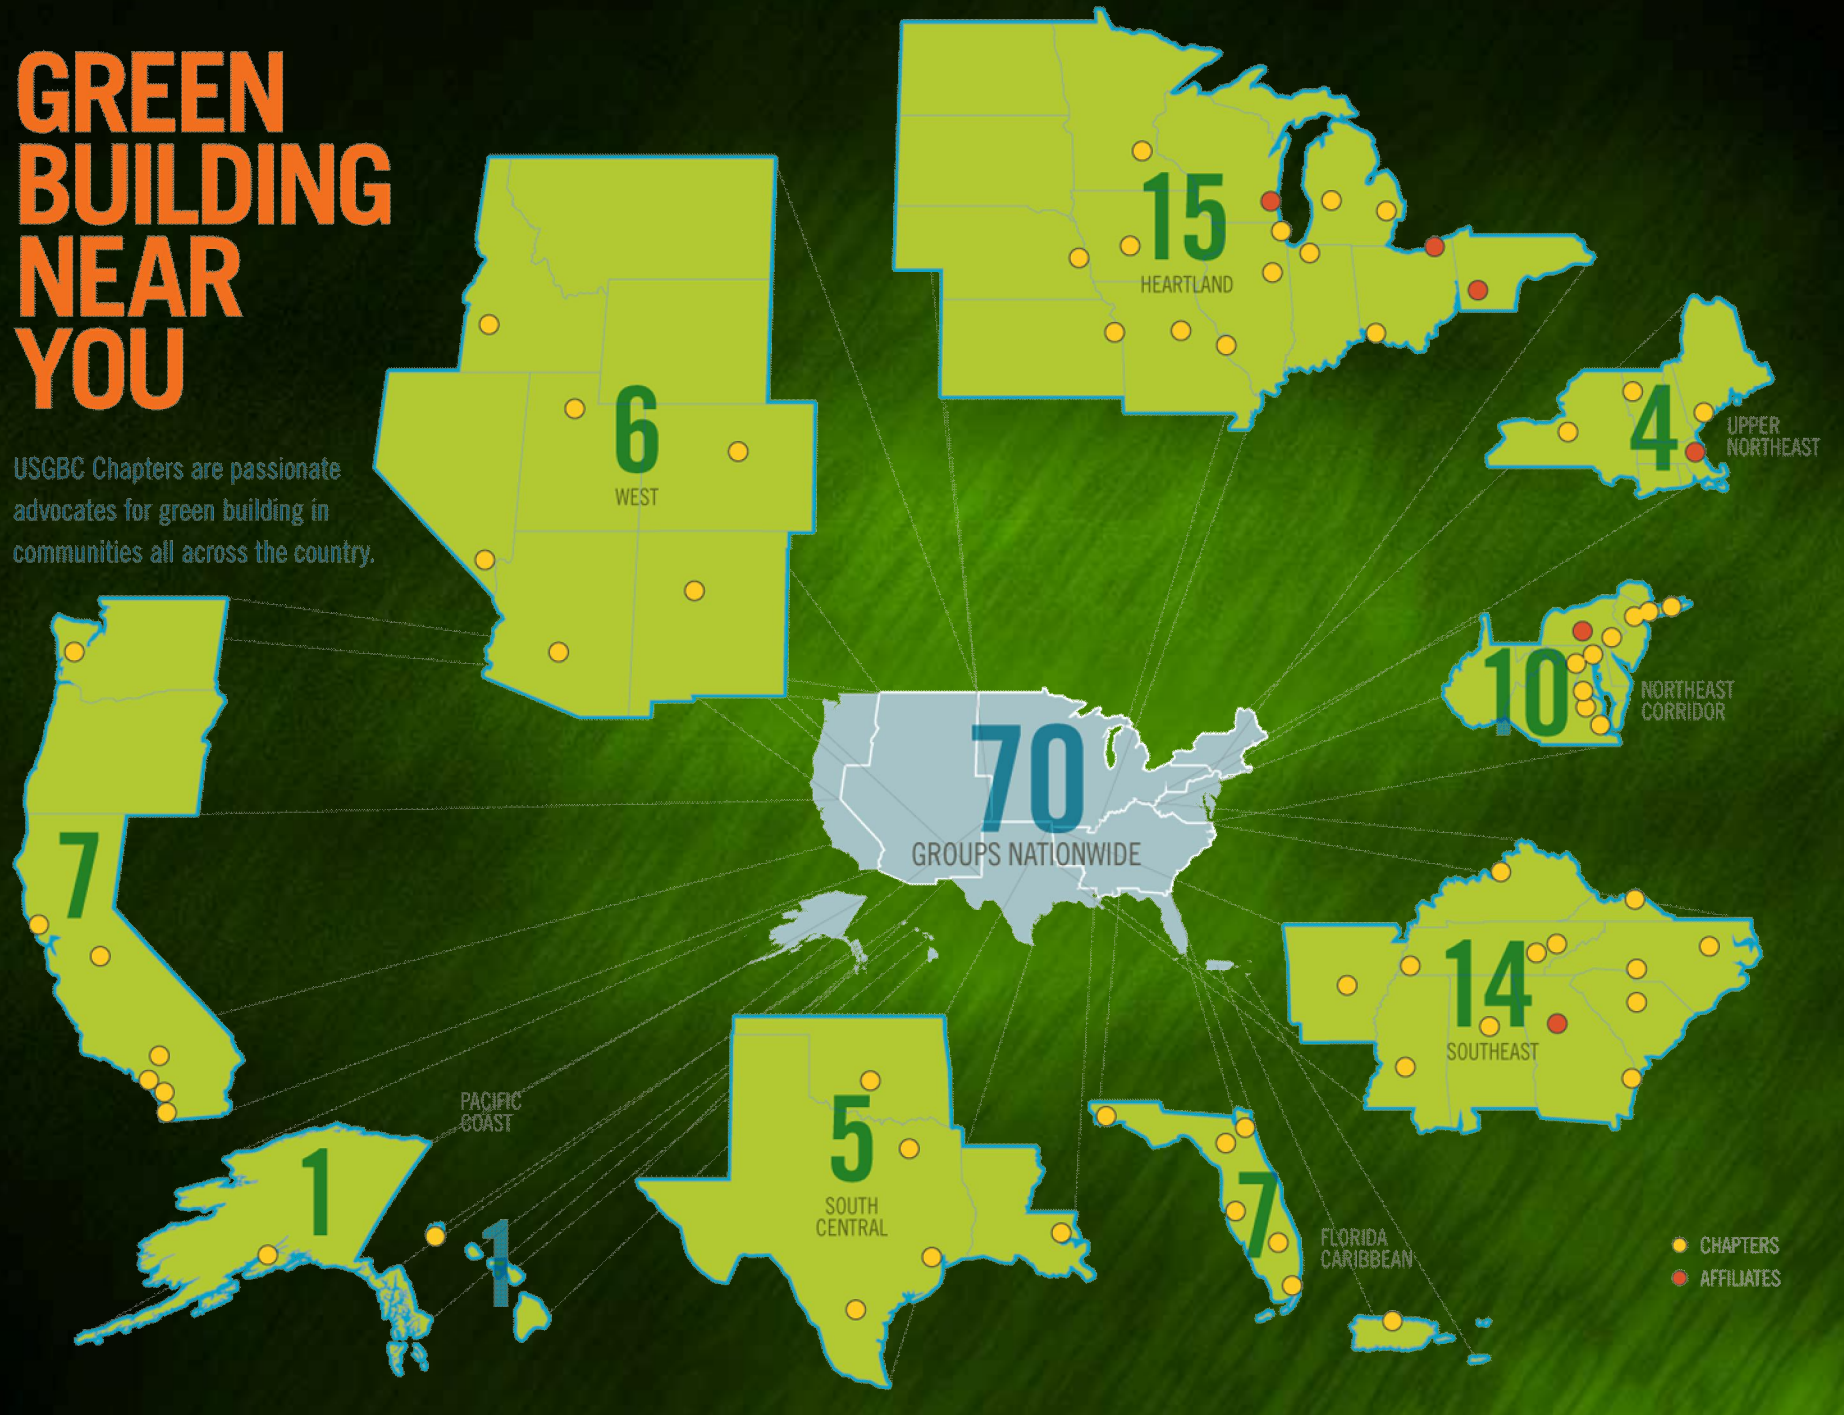 GREEN
BUILDING
NEAR
YOU
USGBC Chapters are passionate
advocates for green building in
communities all across the country.
15
HEARTLAND
6
WEST
4
UPPER
NORTHEAST
10
NORTHEAST
CORRIDOR
70
GROUPS NATIONWIDE
7
14
SOUTHEAST
PACIFIC
COAST
1
1
5
SOUTH
CENTRAL
7
FLORIDA
CARIBBEAN
CHAPTERS
AFFILIATES